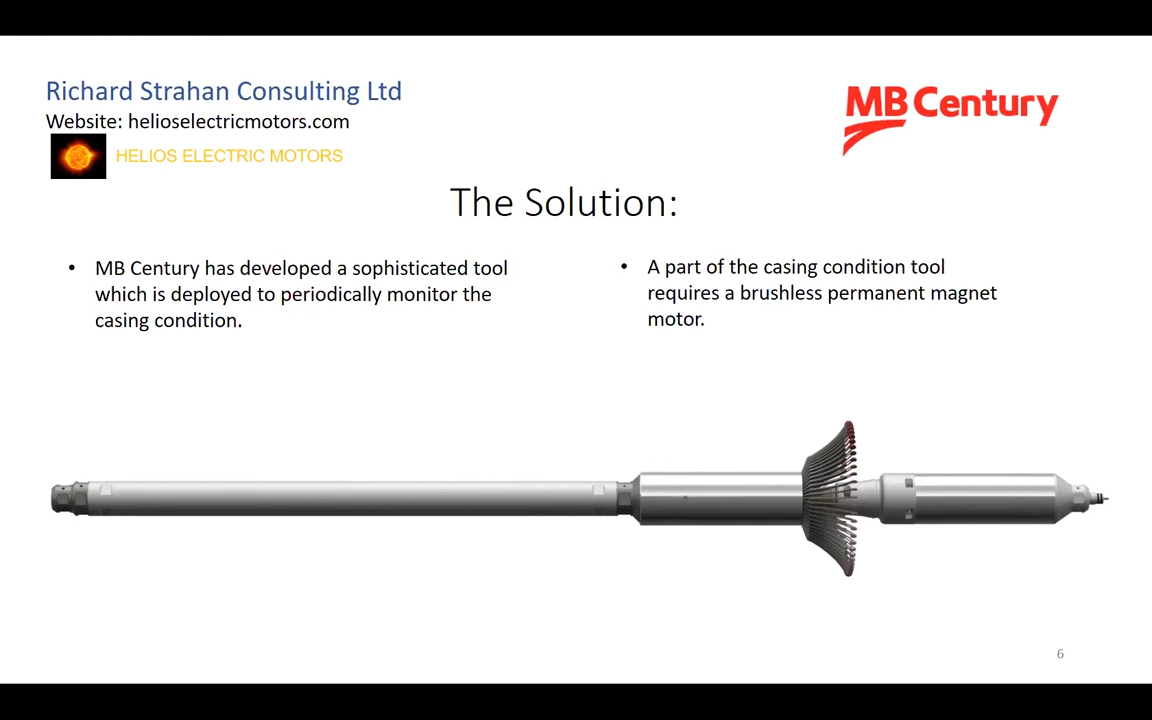 Richard Strahan Consulting Ltd
Website: helioselectricmotors.com
HELIOS ELECTRIC MOTORS
MB Century
The Solution:
• MB Century has developed a sophisticated tool
which is deployed to periodically monitor the
casing condition.
• A part of the casing condition tool
requires a brushless permanent magnet
motor.
6